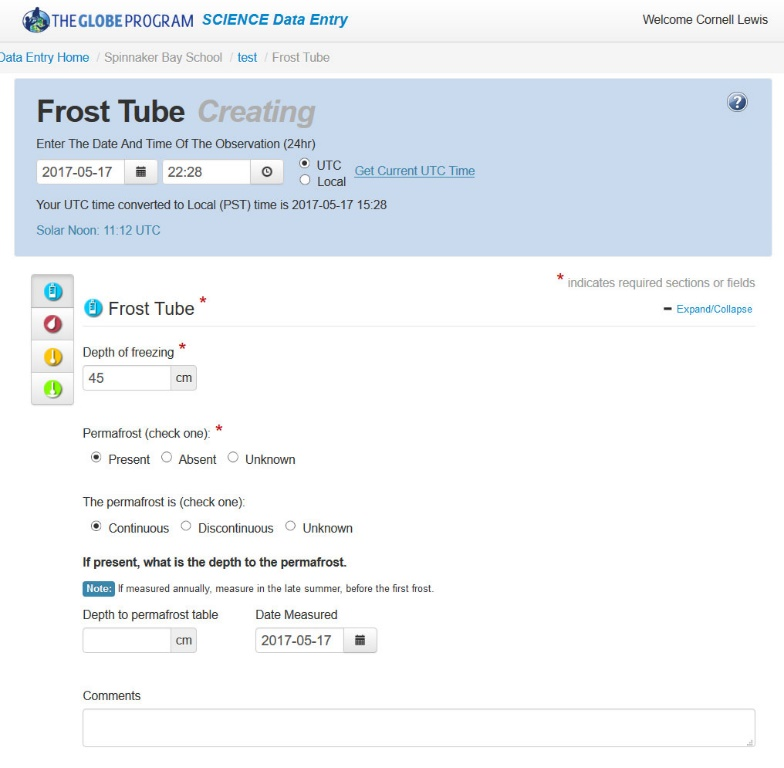 THE GLOBE PROGRAM SCIENCE Data Entry
Welcome Cornell Lewis
Data Entry Home / Spinnaker Bay School / test / Frost Tube
Frost Tube Creating
?
Enter The Date And Time Of The Observation (24hr)
2017-05-17 22:28 UTC Get Current UTC Time
Local
Your UTC time converted to Local (PST) time is 2017-05-17 15:28
Solar Noon: 11:12 UTC
* indicates required sections or fields
Frost Tube *
Expand/Collapse
Depth of freezing *
45 cm
Permafrost (check one): *
Present Absent Unknown
The permafrost is (check one):
Continuous Discontinuous Unknown
If present, what is the depth to the permafrost.
Note: If measured annually, measure in the late summer, before the first frost.
Depth to permafrost table Date Measured
cm 2017-05-17
Comments